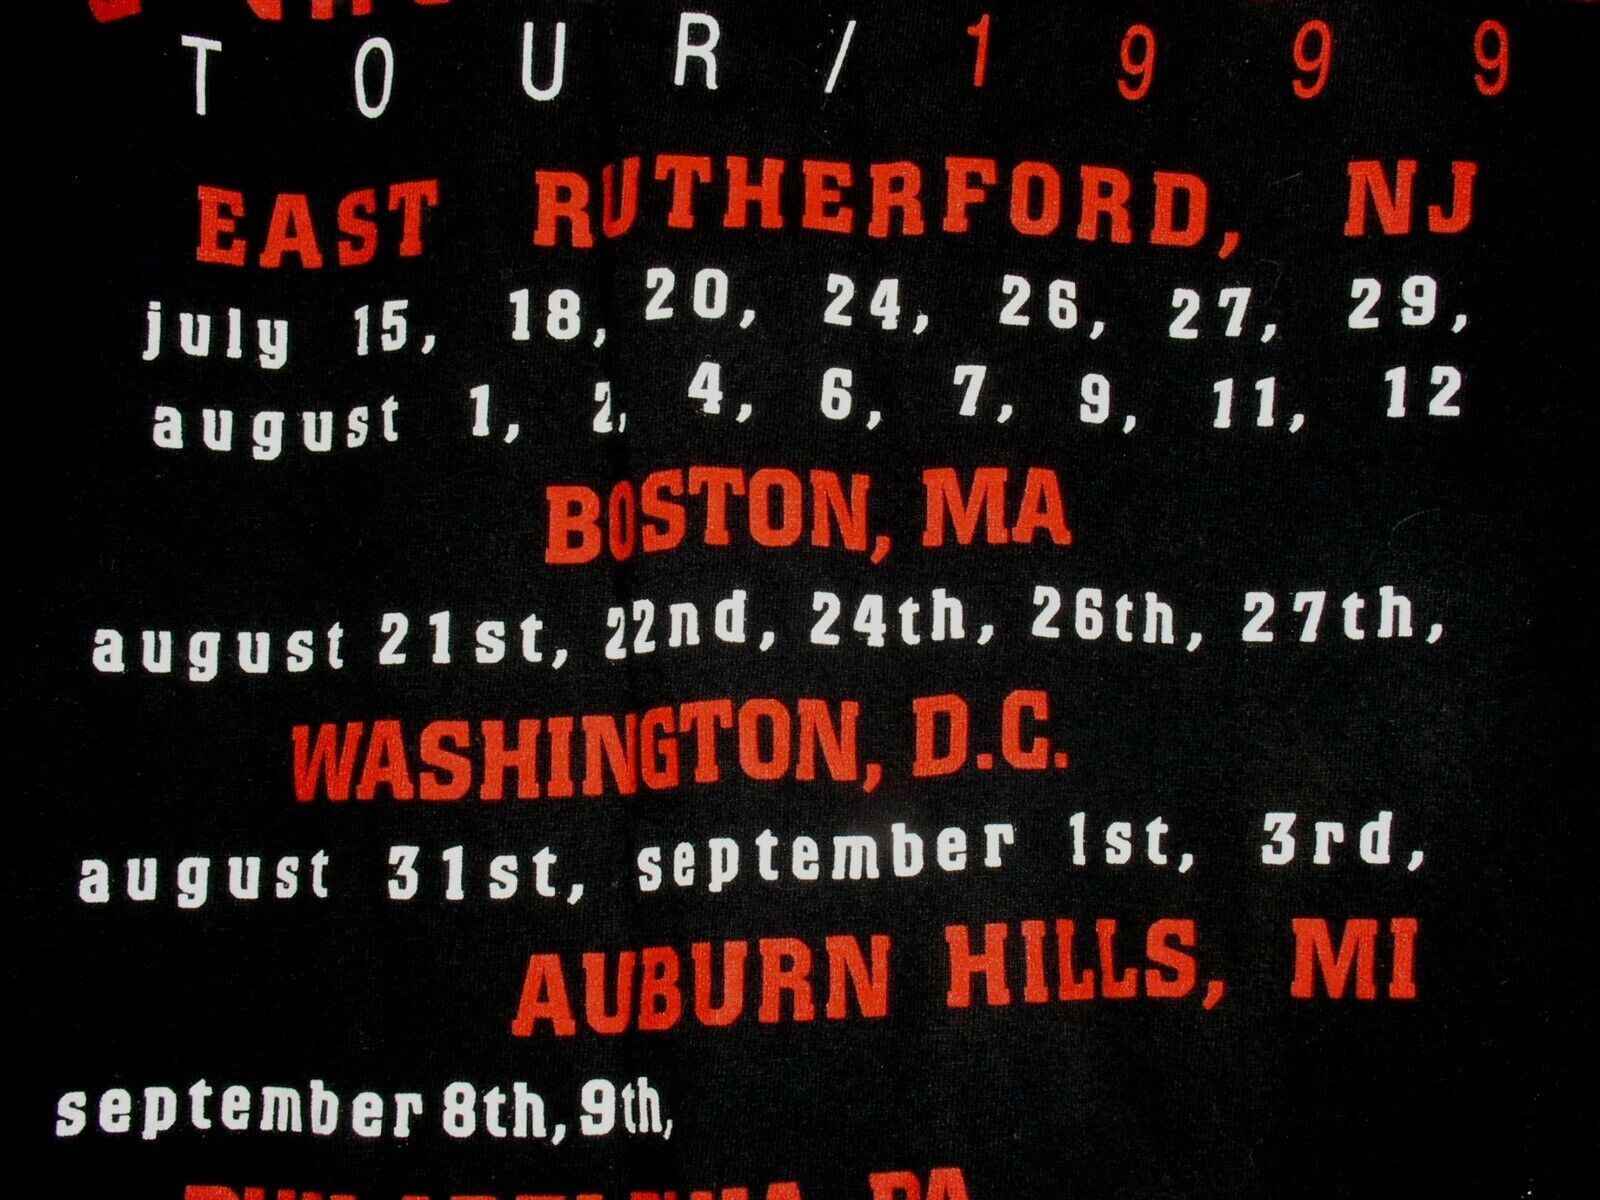 TOUR/1999
EAST RUTHERFORD, NJ
july 15, 18, 20, 24, 26, 27, 29,
august 1, 2, 4, 6, 7, 9, 11, 12
BOSTON, MA
august 21st, 22nd, 24th, 26th, 27th,
WASHINGTON, D.C.
august 31st, september 1st, 3rd,
AUBURN HILLS, MI
september 8th, 9th,
PHILADELPHIA PA